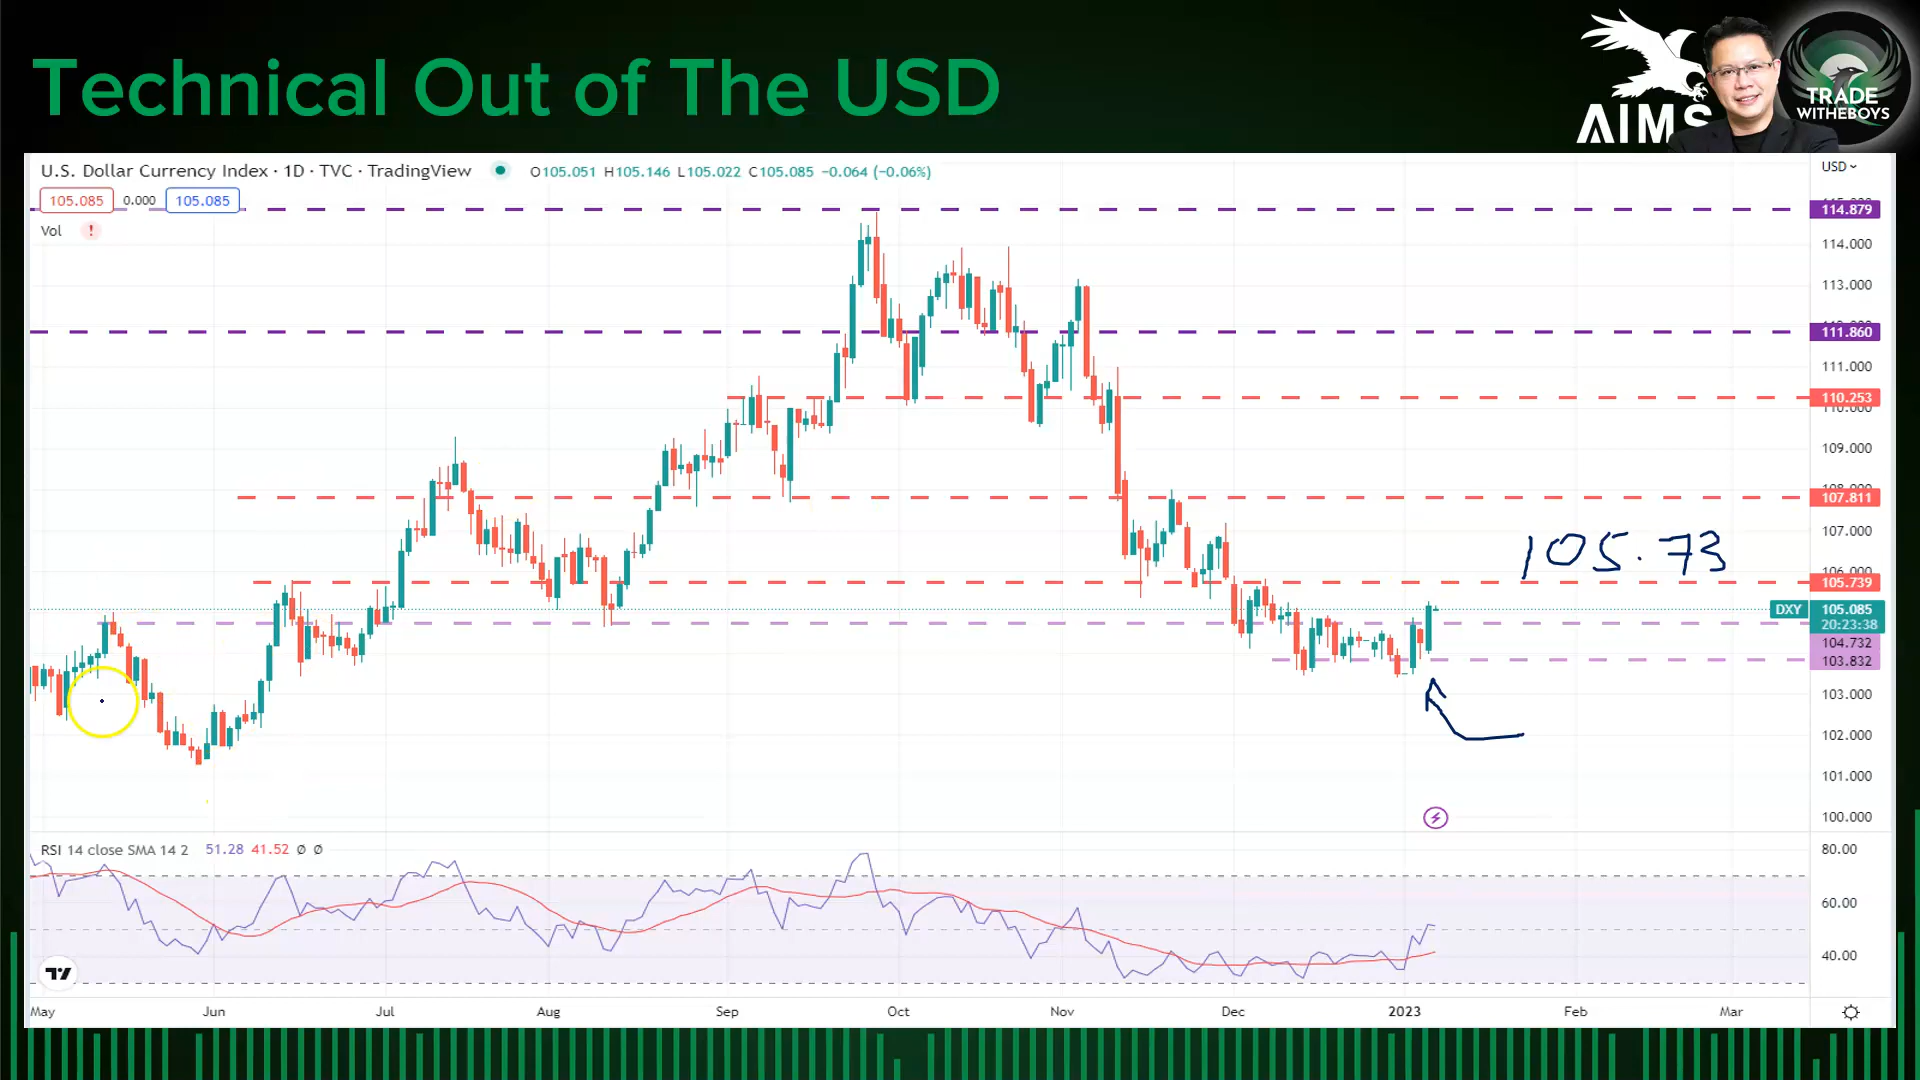 Technical Out of The USD
AIMS
TRADE
WITHEBOYS
U.S. Dollar Currency Index · 1D · TVC · TradingView
O105.051 H105.146 L105.022 C105.085 −0.064 (−0.06%)
USD
105.085 0.000 105.085
Vol !
114.879
114.000
113.000
111.860
111.000
110.253
110.000
109.000
107.811
107.000
105.73
106.000
105.739
DXY 105.085
20:23:38
104.732
103.832
103.000
102.000
101.000
100.000
RSI 14 close SMA 14 2 51.28 41.52 Ø Ø
80.00
60.00
40.00
May Jun Jul Aug Sep Oct Nov Dec 2023 Feb Mar